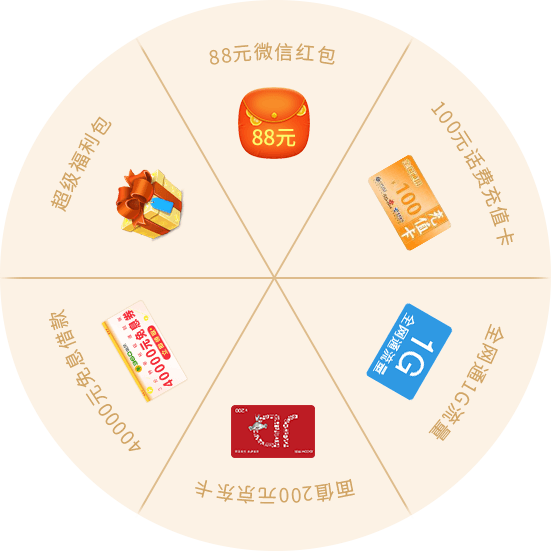 88元微信红包
88元
100元话费充值卡
100
充值卡
全网通1G流量
1G
全网通流量
面值200元京东卡
JD
¥200
40000元免息借款
40000元免息券
超级福利包